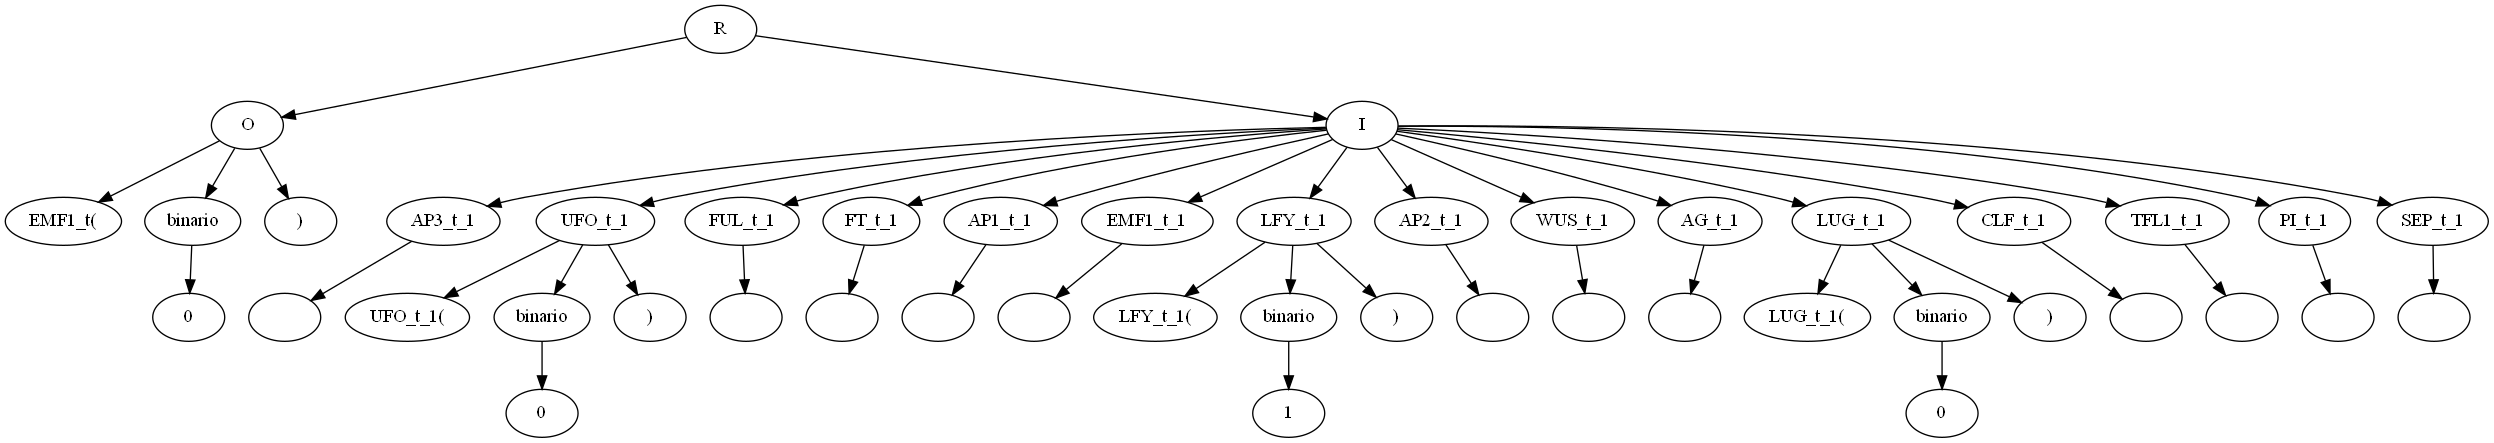 R
O I
EMF1_t( binario ) AP3_t_1 UFO_t_1 FUL_t_1 FT_t_1 AP1_t_1 EMF1_t_1 LFY_t_1 AP2_t_1 WUS_t_1 AG_t_1 LUG_t_1 CLF_t_1 TFL1_t_1 PI_t_1 SEP_t_1
0 UFO_t_1( binario ) LFY_t_1( binario ) LUG_t_1( binario )
0 1 0